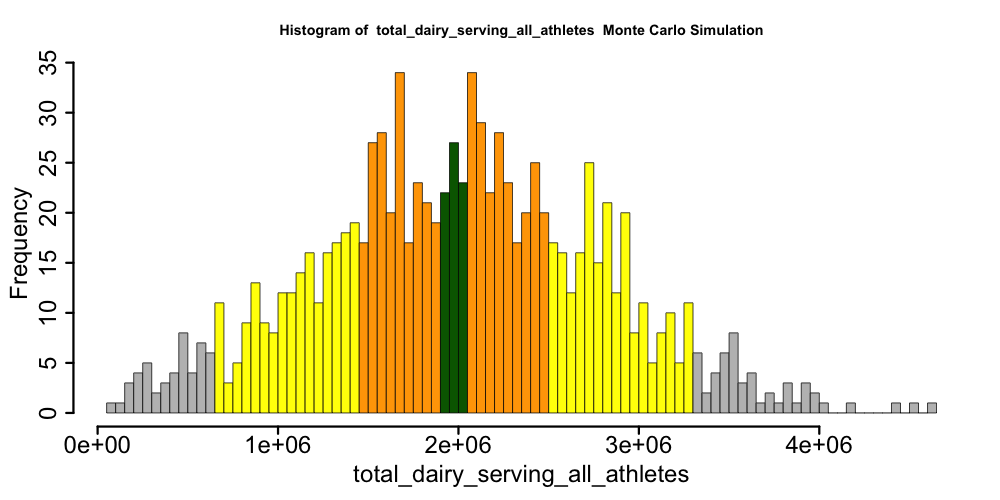 Histogram of  total_dairy_serving_all_athletes  Monte Carlo Simulation
Frequency
35
30
25
20
15
10
5
0
0e+00 1e+06 2e+06 3e+06 4e+06
total_dairy_serving_all_athletes